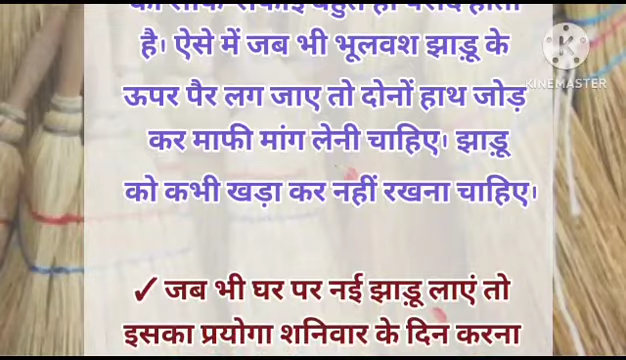 है। ऐसे में जब भी भूलवश झाड़ू के
ऊपर पैर लग जाए तो दोनों हाथ जोड़
कर माफी मांग लेनी चाहिए। झाड़ू
को कभी खड़ा कर नहीं रखना चाहिए।
✓ जब भी घर पर नई झाड़ू लाएं तो
इसका प्रयोगा शनिवार के दिन करना
KINEMASTER